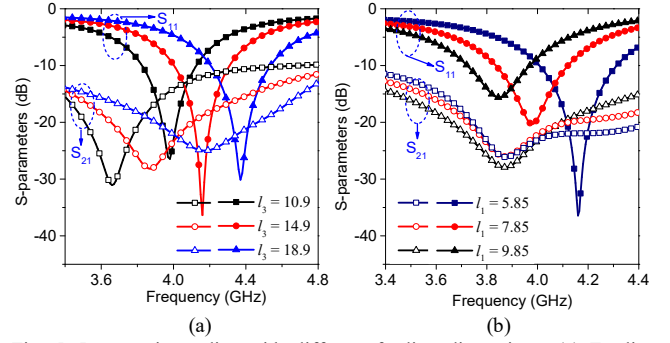 0
-10
-20
-30
-40
S-parameters (dB)
S11
S21
l3 = 10.9
l3 = 14.9
l3 = 18.9
3.6 4.0 4.4 4.8
Frequency (GHz)
(a)
0
-10
-20
-30
-40
S-parameters (dB)
S11
S21
l1 = 5.85
l1 = 7.85
l1 = 9.85
3.4 3.6 3.8 4.0 4.2 4.4
Frequency (GHz)
(b)